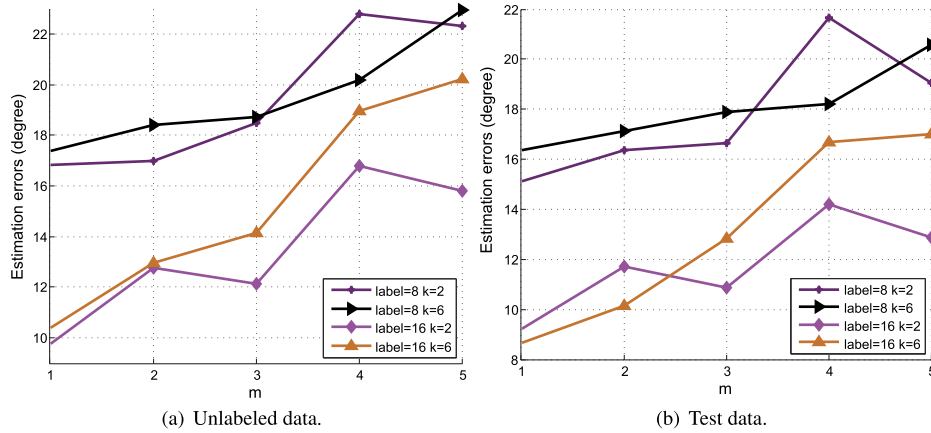 Estimation errors (degree)
22
20
18
16
14
12
10
1 2 3 4 5
m
label=8 k=2
label=8 k=6
label=16 k=2
label=16 k=6
(a) Unlabeled data.
Estimation errors (degree)
22
20
18
16
14
12
10
8
1 2 3 4 5
m
label=8 k=2
label=8 k=6
label=16 k=2
label=16 k=6
(b) Test data.